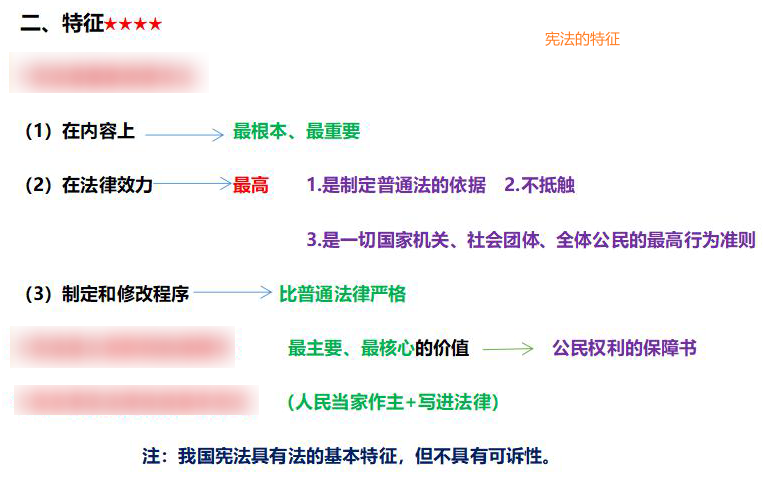 二、特征★★★★
宪法的特征
（1）在内容上 最根本、最重要
（2）在法律效力 最高 1.是制定普通法的依据 2.不抵触
3.是一切国家机关、社会团体、全体公民的最高行为准则
（3）制定和修改程序 比普通法律严格
最主要、最核心的价值 公民权利的保障书
（人民当家作主+写进法律）
注：我国宪法具有法的基本特征，但不具有可诉性。